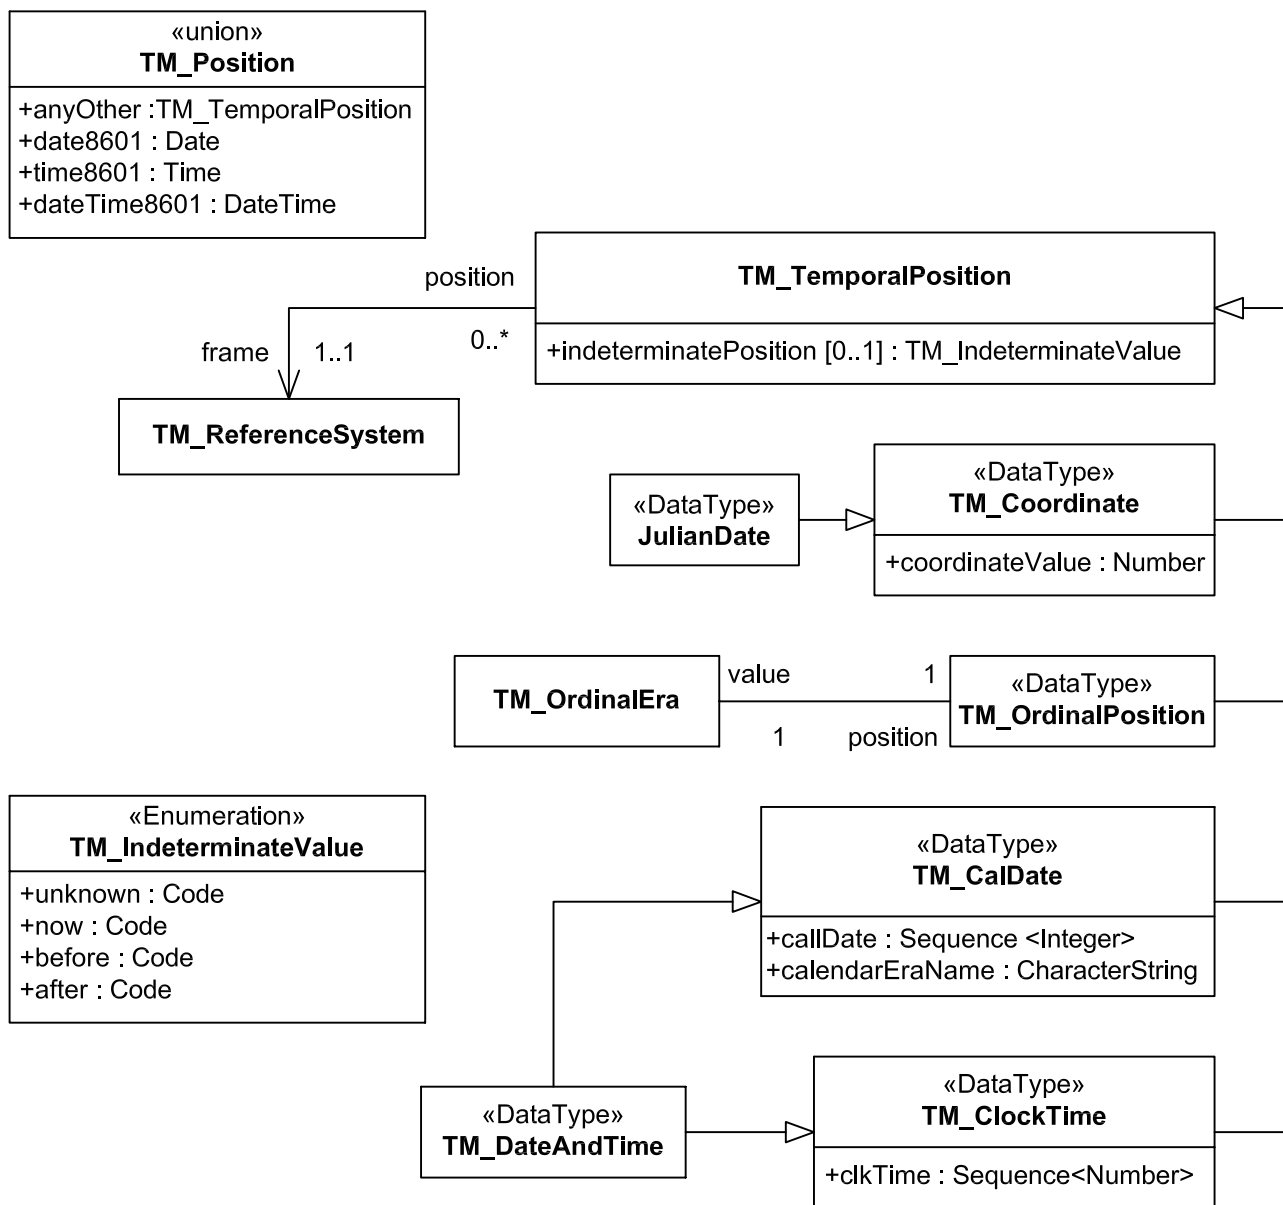 «union»
TM_Position
+anyOther :TM_TemporalPosition
+date8601 : Date
+time8601 : Time
+dateTime8601 : DateTime
TM_TemporalPosition
+indeterminatePosition [0..1] : TM_IndeterminateValue
position
0..*
frame
1..1
TM_ReferenceSystem
«DataType»
JulianDate
«DataType»
TM_Coordinate
+coordinateValue : Number
TM_OrdinalEra
value
1
1
position
«DataType»
TM_OrdinalPosition
«Enumeration»
TM_IndeterminateValue
+unknown : Code
+now : Code
+before : Code
+after : Code
«DataType»
TM_CalDate
+callDate : Sequence <Integer>
+calendarEraName : CharacterString
«DataType»
TM_DateAndTime
«DataType»
TM_ClockTime
+clkTime : Sequence<Number>